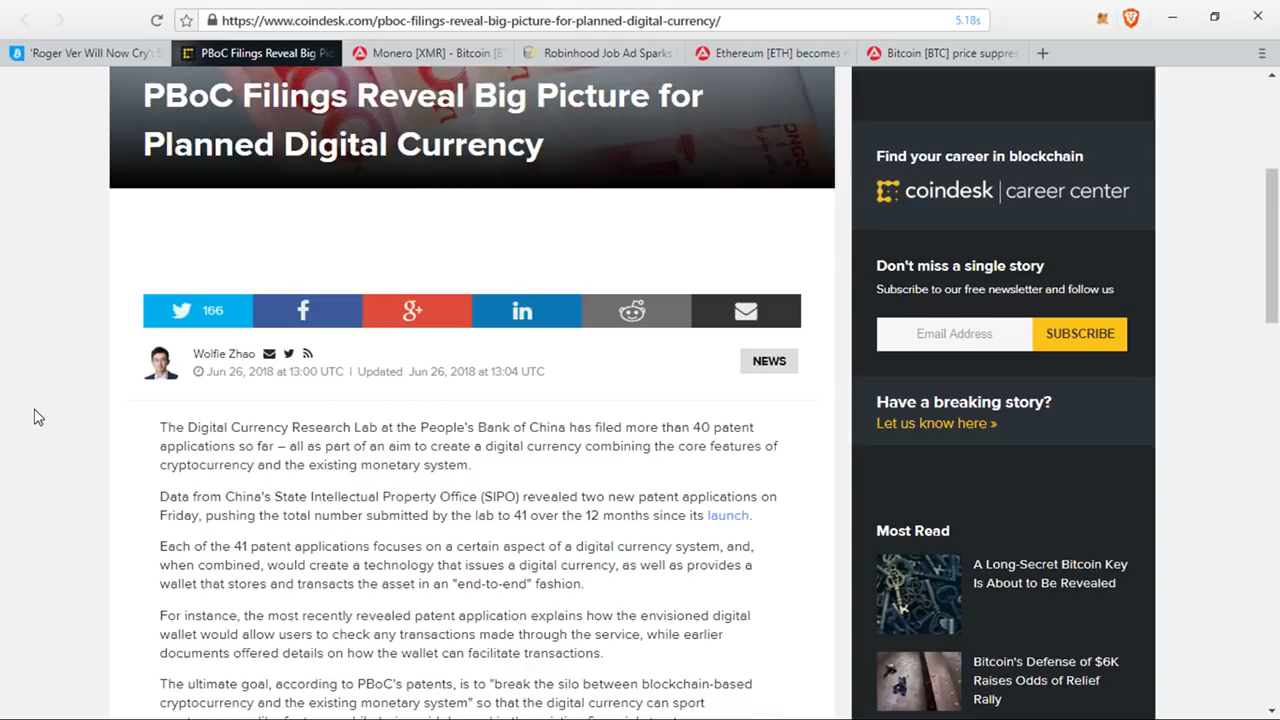 https://www.coindesk.com/pboc-filings-reveal-big-picture-for-planned-digital-currency/
5.18s
'Roger Ver Will Now Cry':
PBoC Filings Reveal Big Pic
Monero [XMR] - Bitcoin [B
Robinhood Job Ad Sparks
Ethereum [ETH] becomes
Bitcoin [BTC] price suppre
PBoC Filings Reveal Big Picture for
Planned Digital Currency
166
Wolfie Zhao
Jun 26, 2018 at 13:00 UTC | Updated Jun 26, 2018 at 13:04 UTC
NEWS
The Digital Currency Research Lab at the People's Bank of China has filed more than 40 patent
applications so far – all as part of an aim to create a digital currency combining the core features of
cryptocurrency and the existing monetary system.
Data from China's State Intellectual Property Office (SIPO) revealed two new patent applications on
Friday, pushing the total number submitted by the lab to 41 over the 12 months since its launch.
Each of the 41 patent applications focuses on a certain aspect of a digital currency system, and,
when combined, would create a technology that issues a digital currency, as well as provides a
wallet that stores and transacts the asset in an "end-to-end" fashion.
For instance, the most recently revealed patent application explains how the envisioned digital
wallet would allow users to check any transactions made through the service, while earlier
documents offered details on how the wallet can facilitate transactions.
The ultimate goal, according to PBoC's patents, is to "break the silo between blockchain-based
cryptocurrency and the existing monetary system" so that the digital currency can sport
Find your career in blockchain
coindesk | career center
Don't miss a single story
Subscribe to our free newsletter and follow us
Email Address
SUBSCRIBE
Have a breaking story?
Let us know here »
Most Read
A Long-Secret Bitcoin Key
Is About to Be Revealed
Bitcoin's Defense of $6K
Raises Odds of Relief
Rally